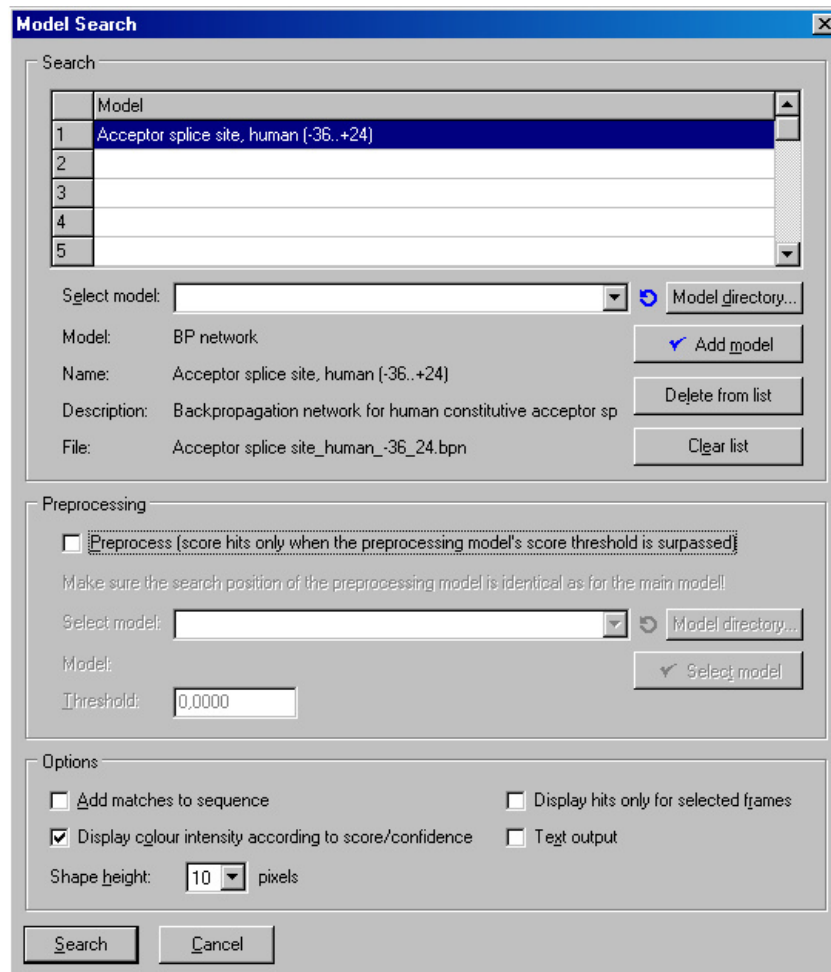 Model Search
Search
Model
1 Acceptor splice site, human (-36..+24)
2
3
4
5
Select model: Model directory...
Model: BP network Add model
Name: Acceptor splice site, human (-36..+24)
Delete from list
Description: Backpropagation network for human constitutive acceptor sp
File: Acceptor splice site_human_-36_24.bpn Clear list
Preprocessing
Preprocess (score hits only when the preprocessing model's score threshold is surpassed)
Make sure the search position of the preprocessing model is identical as for the main model!
Select model: Model directory...
Model: Select model
Threshold: 0,0000
Options
Add matches to sequence Display hits only for selected frames
Display colour intensity according to score/confidence Text output
Shape height: 10 pixels
Search Cancel